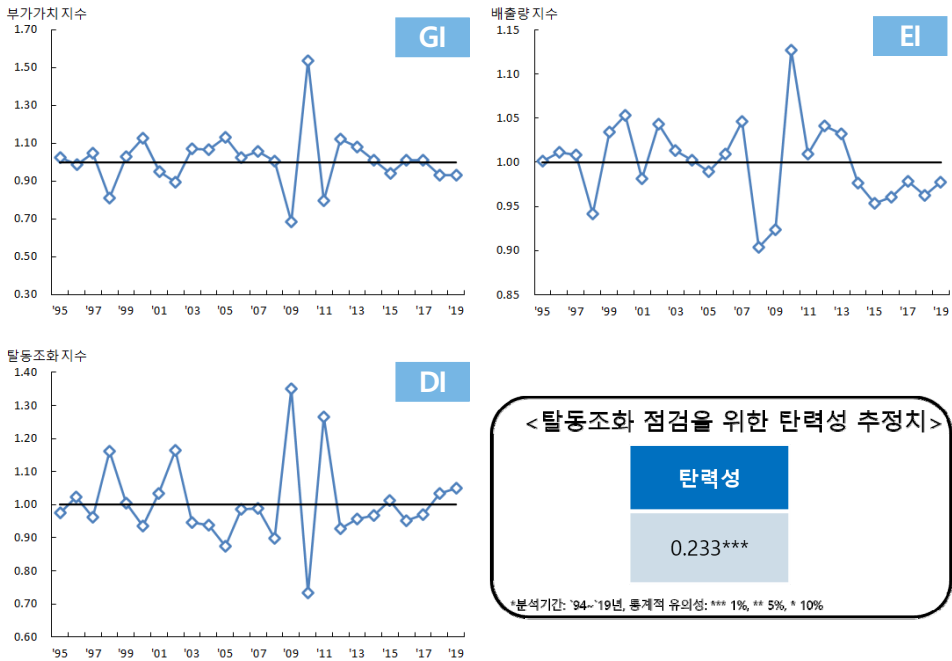 부가가치 지수
GI
1.70
1.50
1.30
1.10
0.90
0.70
0.50
0.30
'95 '97 '99 '01 '03 '05 '07 '09 '11 '13 '15 '17 '19
배출량 지수
EI
1.15
1.10
1.05
1.00
0.95
0.90
0.85
'95 '97 '99 '01 '03 '05 '07 '09 '11 '13 '15 '17 '19
탈동조화 지수
DI
1.40
1.30
1.20
1.10
1.00
0.90
0.80
0.70
0.60
'95 '97 '99 '01 '03 '05 '07 '09 '11 '13 '15 '17 '19
<탈동조화 점검을 위한 탄력성 추정치>
탄력성
0.233***
*분석기간: `94~`19년, 통계적 유의성: *** 1%, ** 5%, * 10%